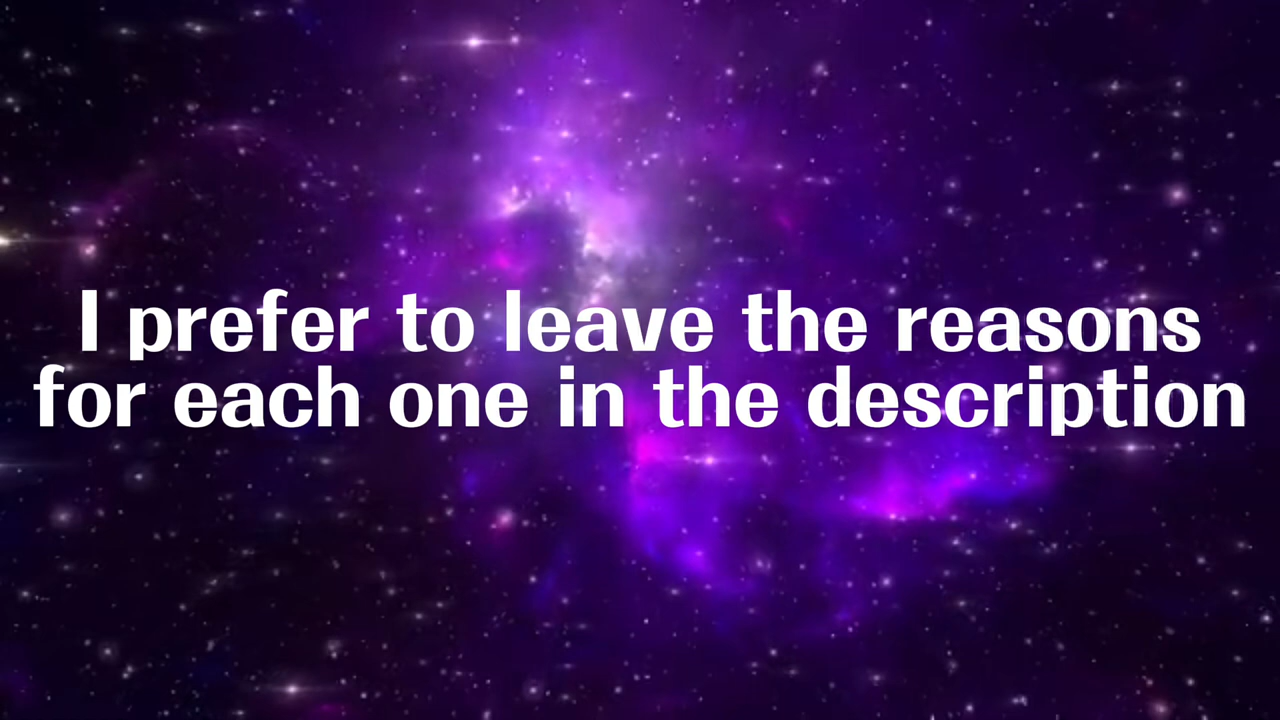 I prefer to leave the reasons
for each one in the description